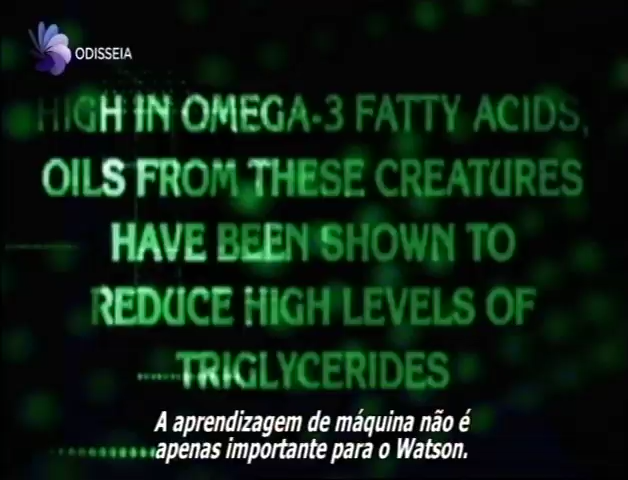 ODISSEIA
HIGH IN OMEGA-3 FATTY ACIDS,
OILS FROM THESE CREATURES
HAVE BEEN SHOWN TO
REDUCE HIGH LEVELS OF
TRIGLYCERIDES
A aprendizagem de máquina não é
apenas importante para o Watson.